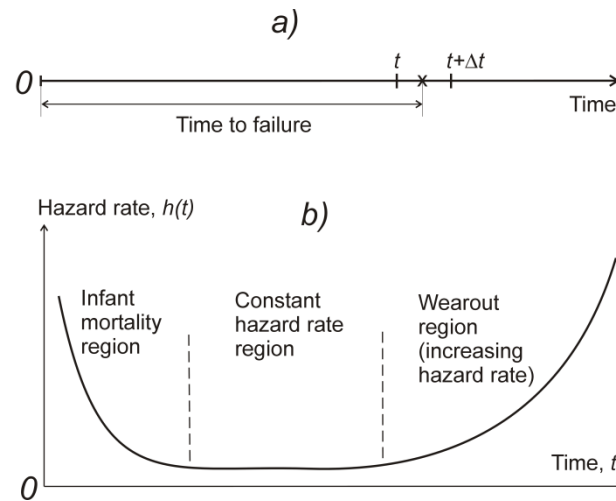 a)
t
t+Δt
0
Time
Time to failure
Hazard rate, h(t)
b)
Infant
mortality
region
Constant
hazard rate
region
Wearout
region
(increasing
hazard rate)
Time, t
0